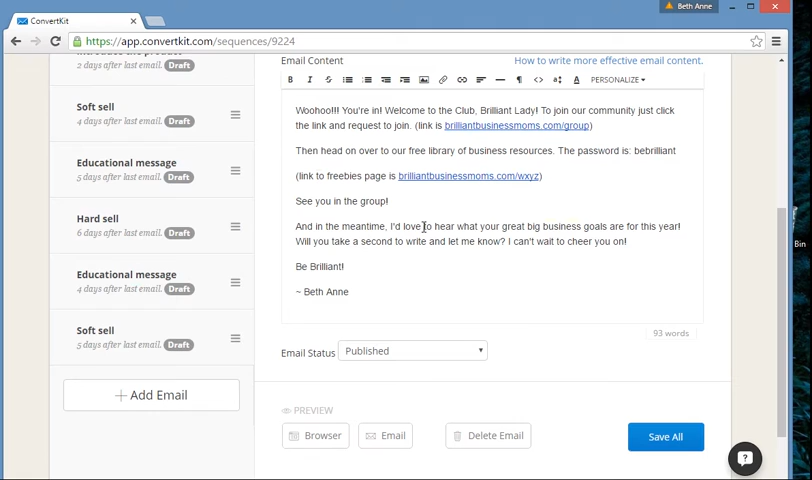 Beth Anne
ConvertKit
https://app.convertkit.com/sequences/9224
Introduce the product
2 days after last email. Draft
Soft sell
4 days after last email. Draft
Educational message
5 days after last email. Draft
Hard sell
6 days after last email. Draft
Educational message
4 days after last email. Draft
Soft sell
5 days after last email. Draft
+ Add Email
Email Content
How to write more effective email content.
B I S ¶ <> A PERSONALIZE
Woohoo!!! You're in! Welcome to the Club, Brilliant Lady! To join our community just click
the link and request to join. (link is brilliantbusinessmoms.com/group)
Then head on over to our free library of business resources. The password is: bebrilliant
(link to freebies page is brilliantbusinessmoms.com/wxyz)
See you in the group!
And in the meantime, I'd love to hear what your great big business goals are for this year!
Will you take a second to write and let me know? I can't wait to cheer you on!
Be Brilliant!
~ Beth Anne
93 words
Email Status Published
PREVIEW
Browser Email Delete Email Save All
Bin